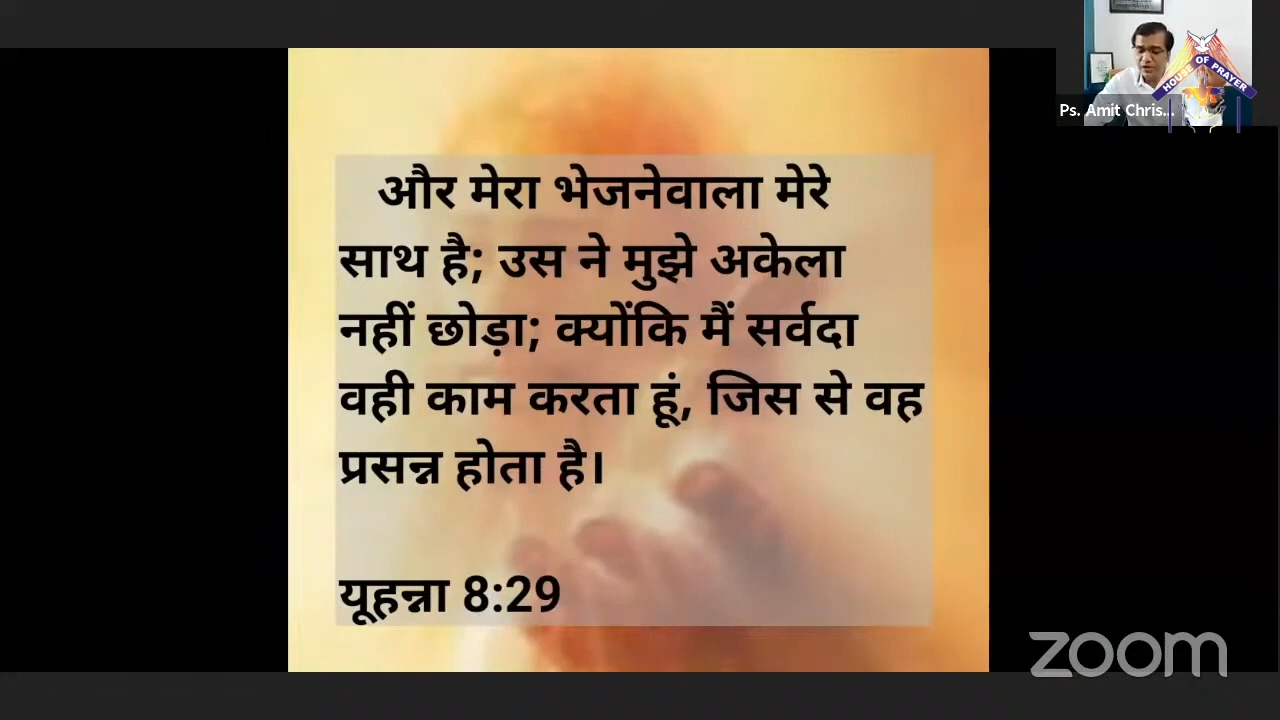 और मेरा भेजनेवाला मेरे
साथ है; उस ने मुझे अकेला
नहीं छोड़ा; क्योंकि मैं सर्वदा
वही काम करता हूं, जिस से वह
प्रसन्न होता है।
यूहन्ना 8:29
HOUSE OF PRAYER
Ps. Amit Chris...
zoom